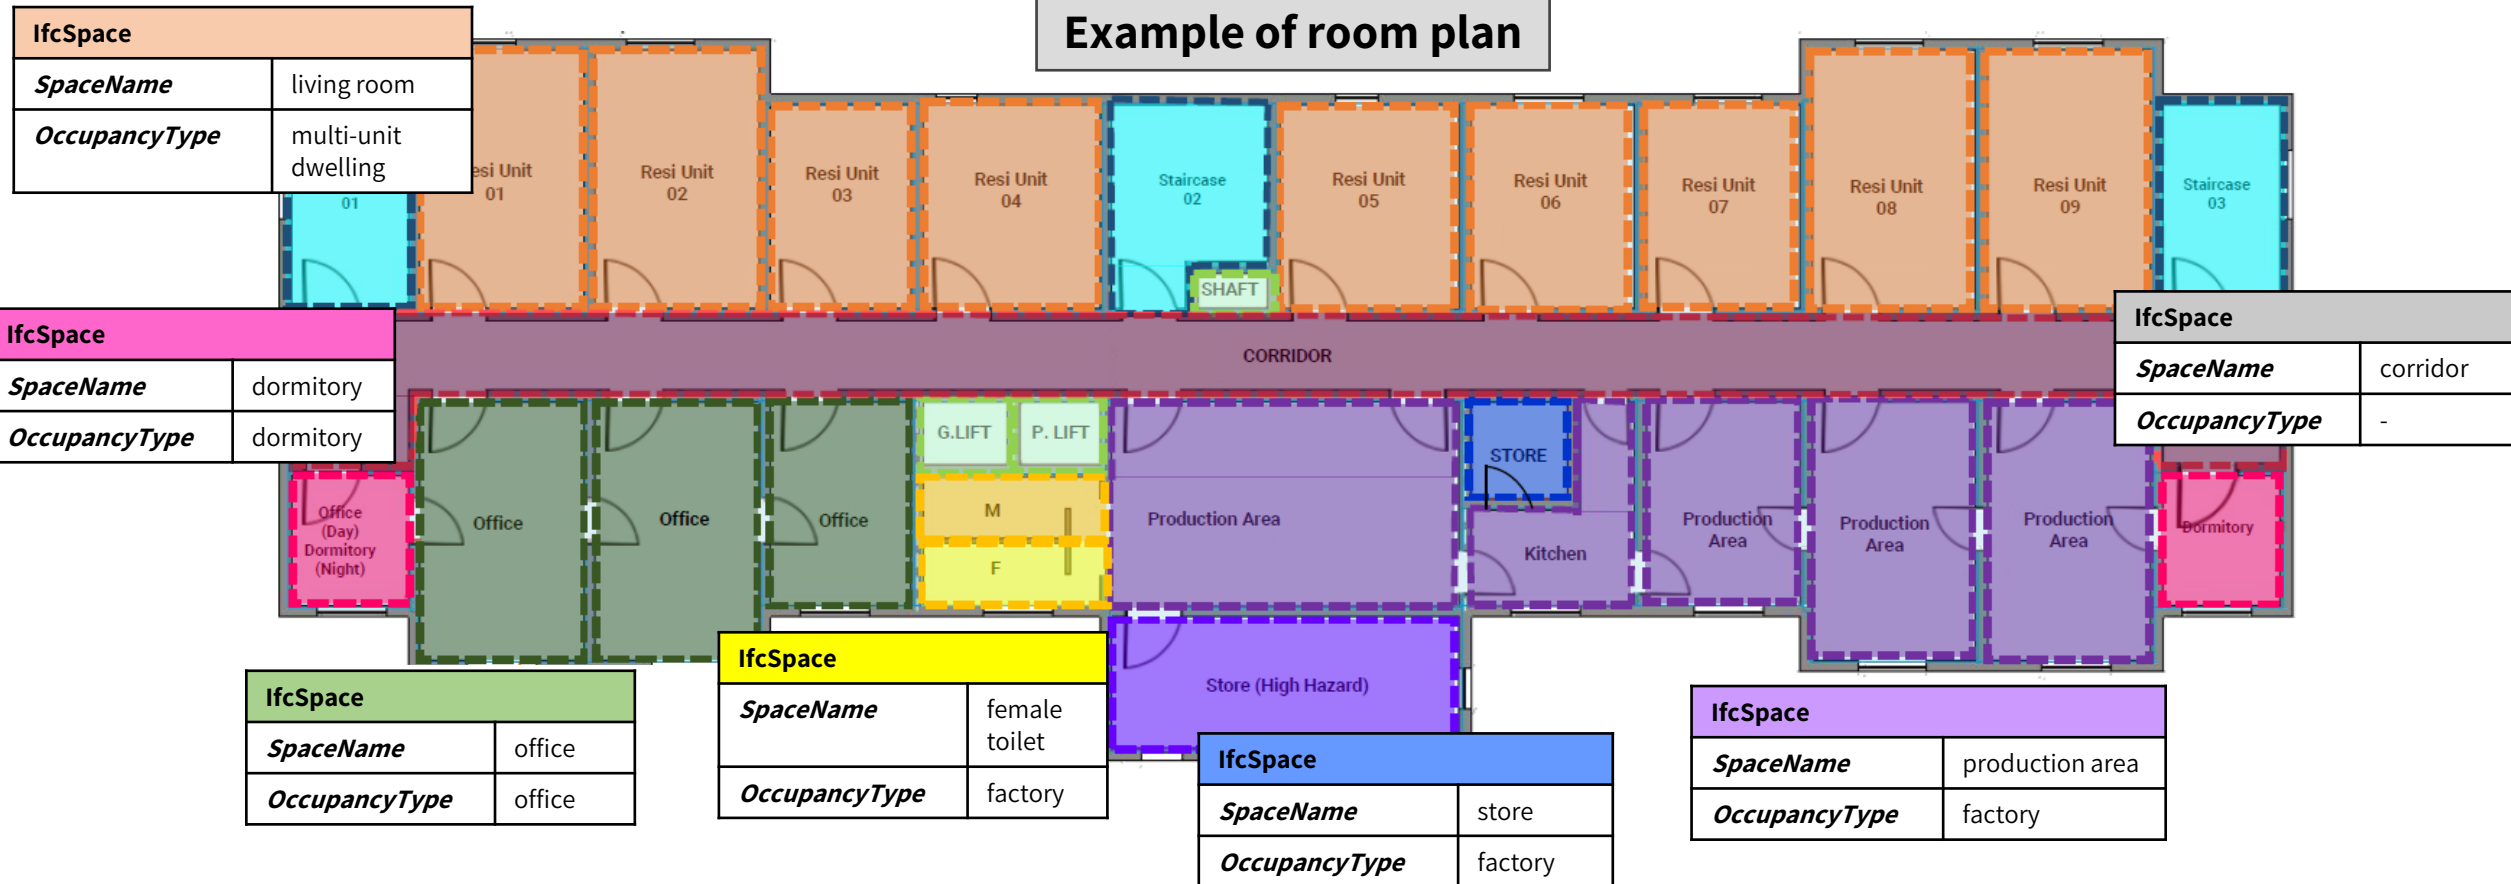 Example of room plan
IfcSpace
SpaceName living room
OccupancyType multi-unit
dwelling
01
esi Unit
01
Resi Unit
02
Resi Unit
03
Resi Unit
04
Staircase
02
SHAFT
Resi Unit
05
Resi Unit
06
Resi Unit
07
Resi Unit
08
Resi Unit
09
Staircase
03
IfcSpace
SpaceName dormitory
OccupancyType dormitory
CORRIDOR
IfcSpace
SpaceName corridor
OccupancyType -
Office
(Day)
Dormitory
(Night)
Office
Office
Office
G.LIFT
P. LIFT
M
F
Production Area
STORE
Kitchen
Production
Area
Production
Area
Production
Area
Dormitory
Store (High Hazard)
IfcSpace
SpaceName office
OccupancyType office
IfcSpace
SpaceName female
toilet
OccupancyType factory
IfcSpace
SpaceName store
OccupancyType factory
IfcSpace
SpaceName production area
OccupancyType factory